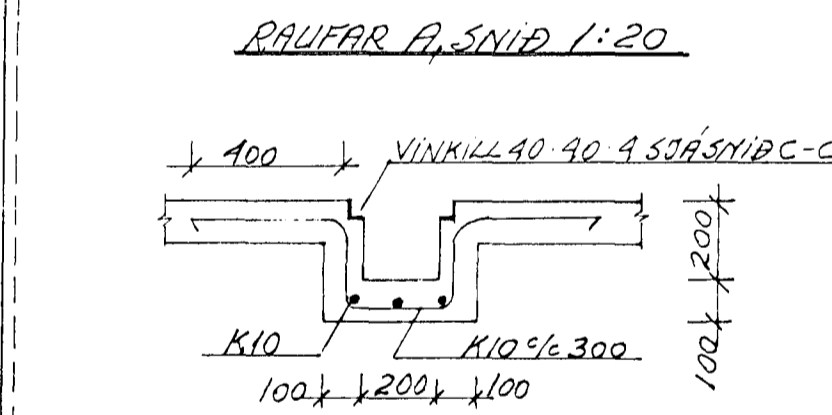 RAUFAR A, SNIÐ 1:20
400
VINKILL 40·40·4 SJÁ SNIÐ C-C
200
100
K10
K10 c/c 300
100 200 100